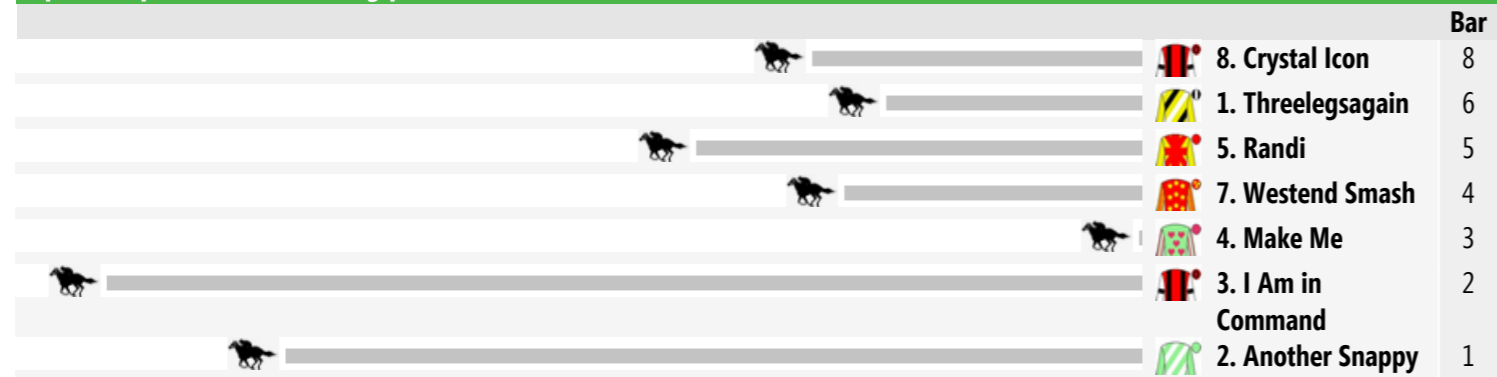 Bar
8. Crystal Icon 8
1. Threelegsagain 6
5. Randi 5
7. Westend Smash 4
4. Make Me 3
3. I Am in 2
Command
2. Another Snappy 1